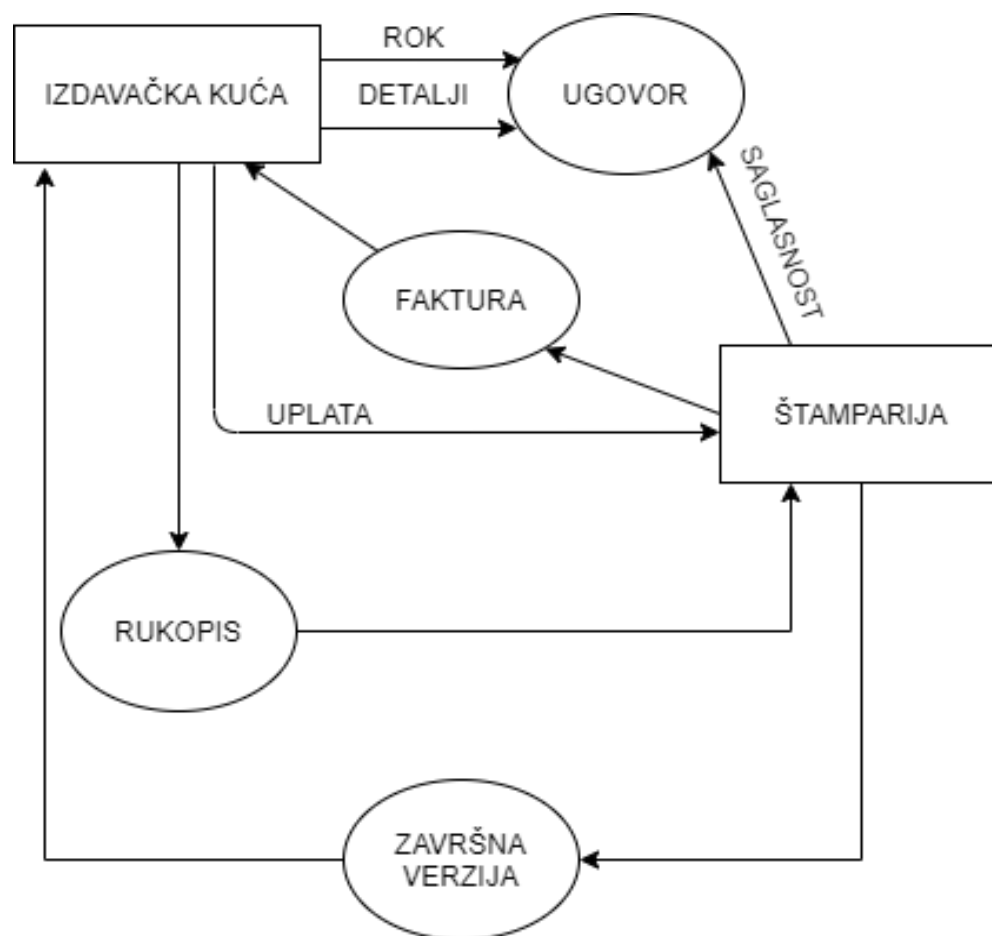 ROK
IZDAVAČKA KUĆA
DETALJI
UGOVOR
SAGLASNOST
FAKTURA
UPLATA
ŠTAMPARIJA
RUKOPIS
ZAVRŠNA
VERZIJA